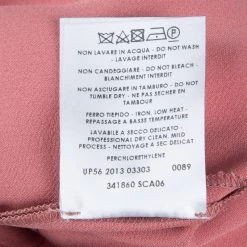 NON LAVARE IN ACQUA - DO NOT WASH
- LAVAGE INTERDIT
NON CANDEGGIARE - DO NOT BLEACH -
BLANCHIMENT INTERDIT
NON ASCIUGARE IN TAMBURO - DO NOT
TUMBLE DRY - NE PAS SECHER EN
TAMBOUR
FERRO TIEPIDO - IRON, LOW HEAT -
REPASSAGE A BASSE TEMPERATURE
LAVABILE A SECCO DELICATO -
PROFESSIONAL DRY CLEAN MILD -
NETTOYAGE A SEC DELICAT
PERCHLORETHYLENE
UP56 2013 03303 0089
341860 SCA06